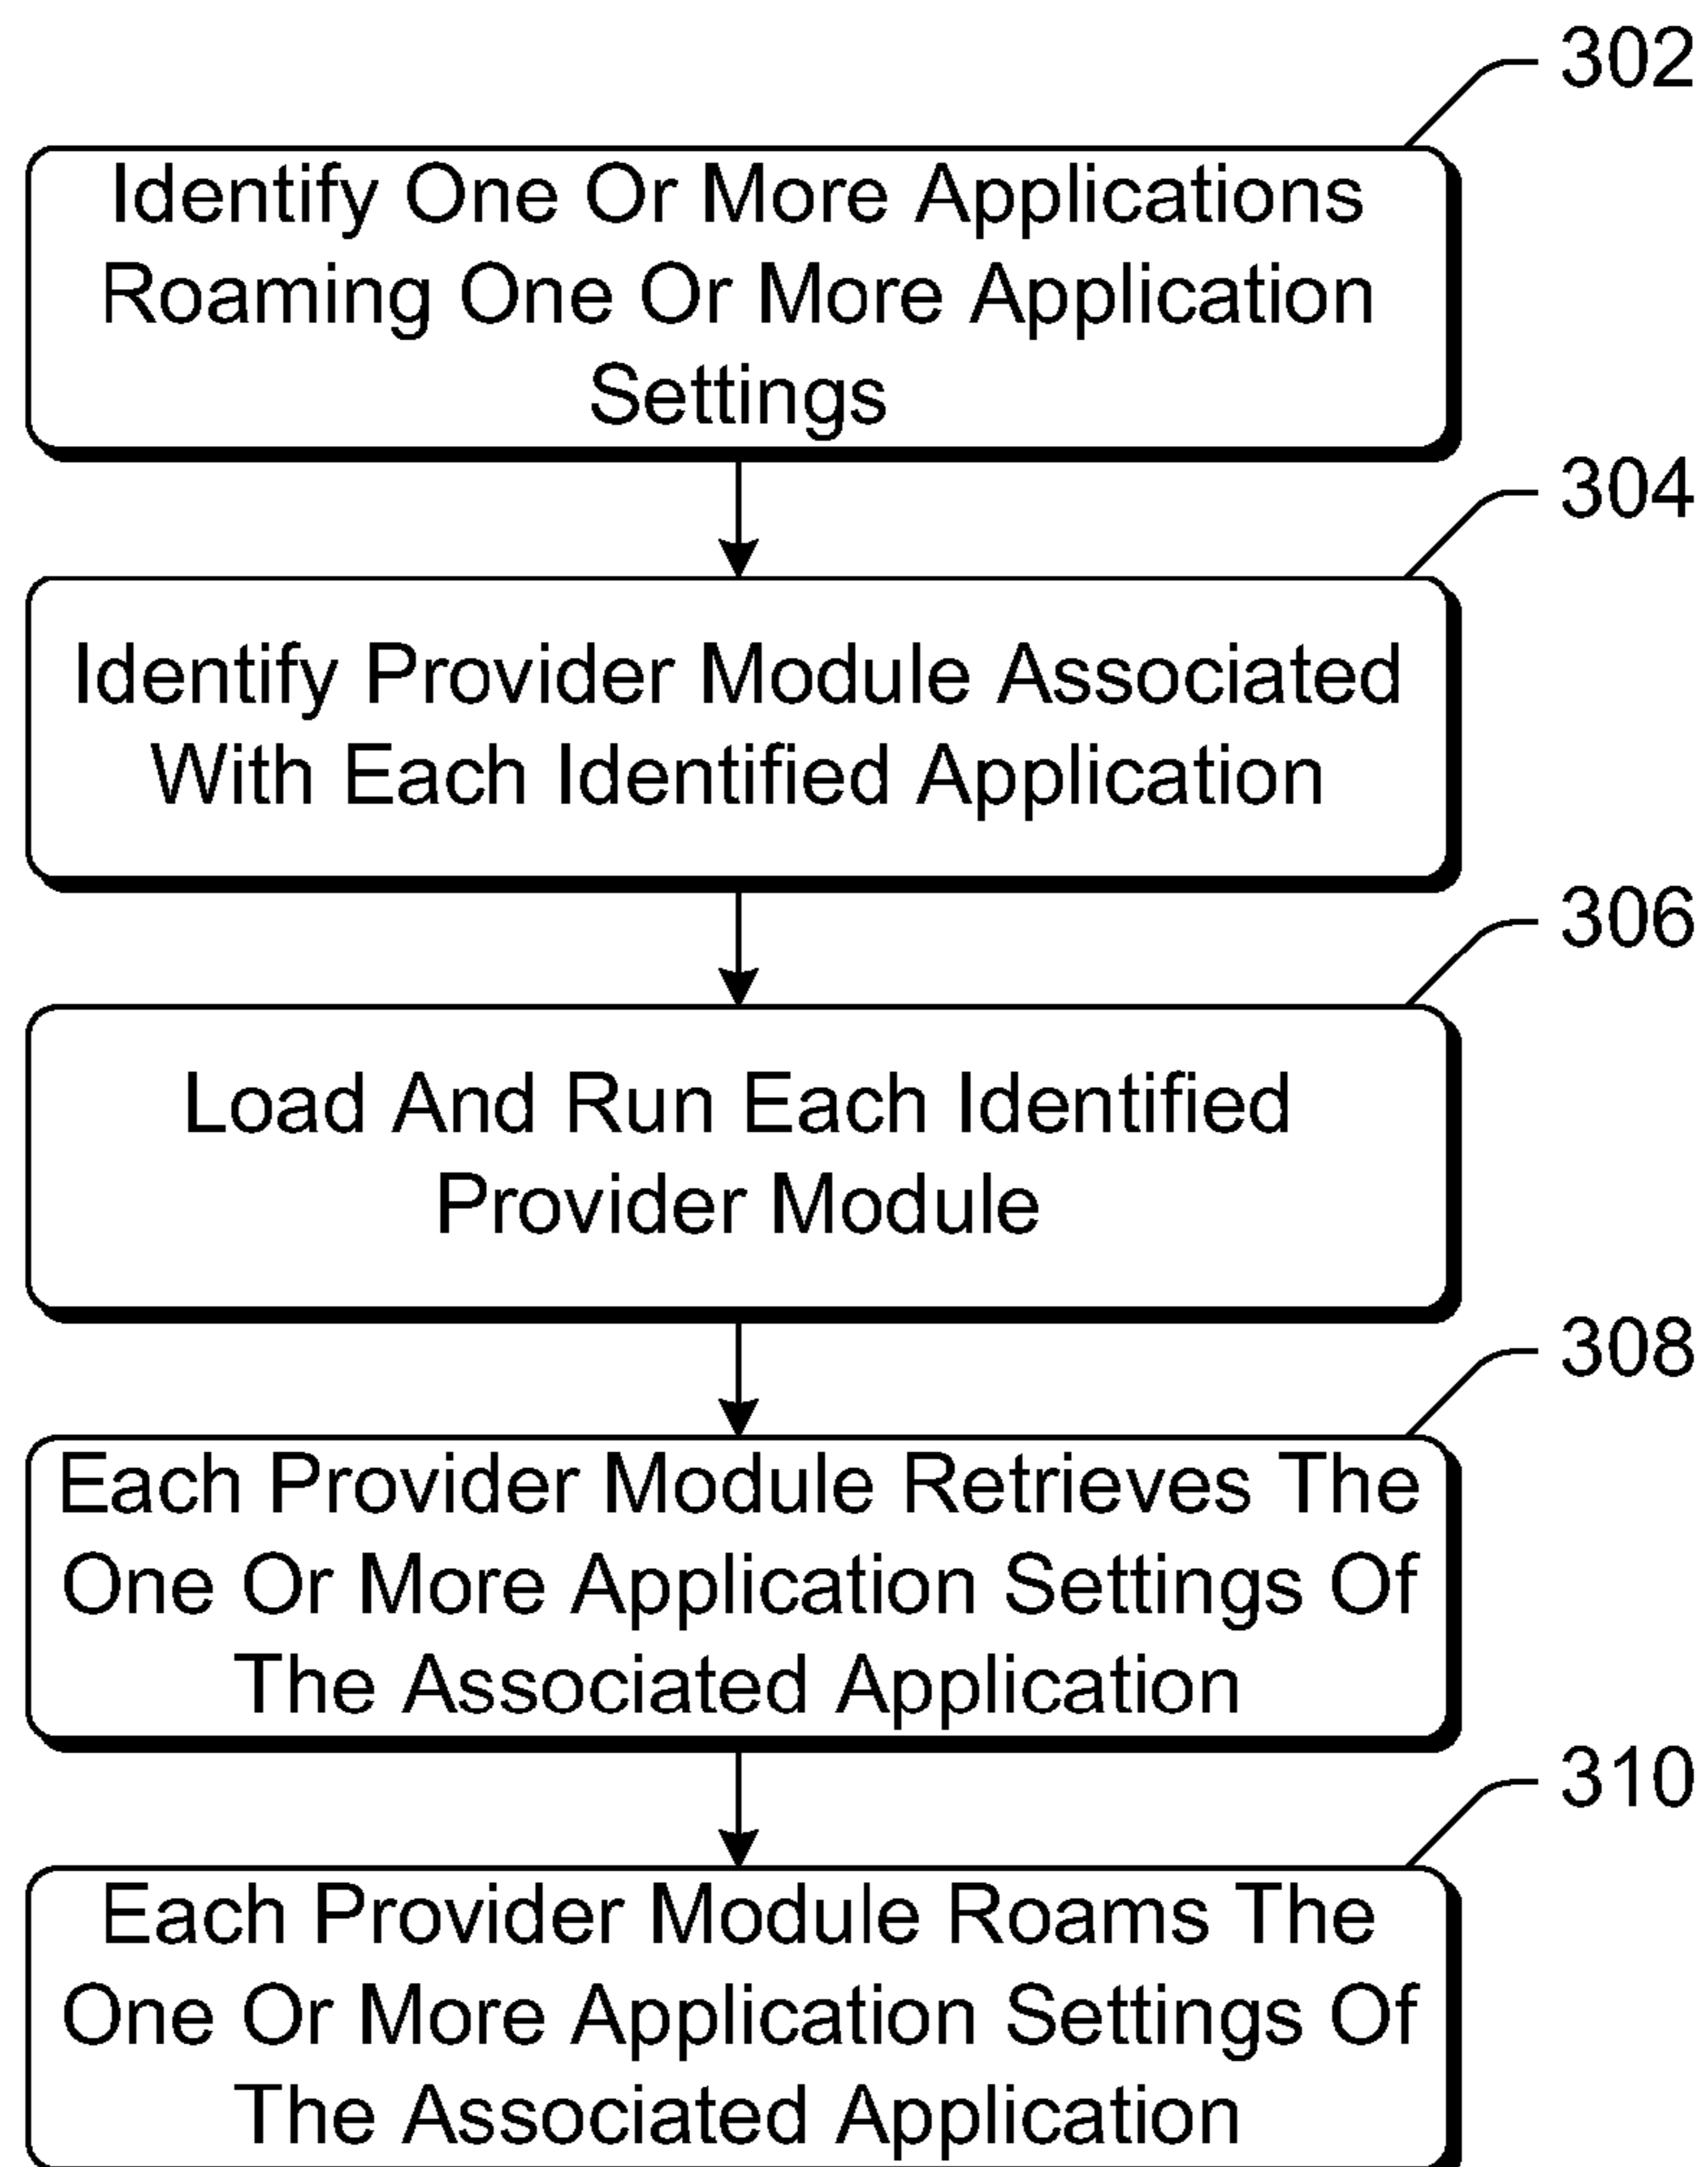 302
Identify One Or More Applications
Roaming One Or More Application
Settings
304
Identify Provider Module Associated
With Each Identified Application
306
Load And Run Each Identified
Provider Module
308
Each Provider Module Retrieves The
One Or More Application Settings Of
The Associated Application
310
Each Provider Module Roams The
One Or More Application Settings Of
The Associated Application